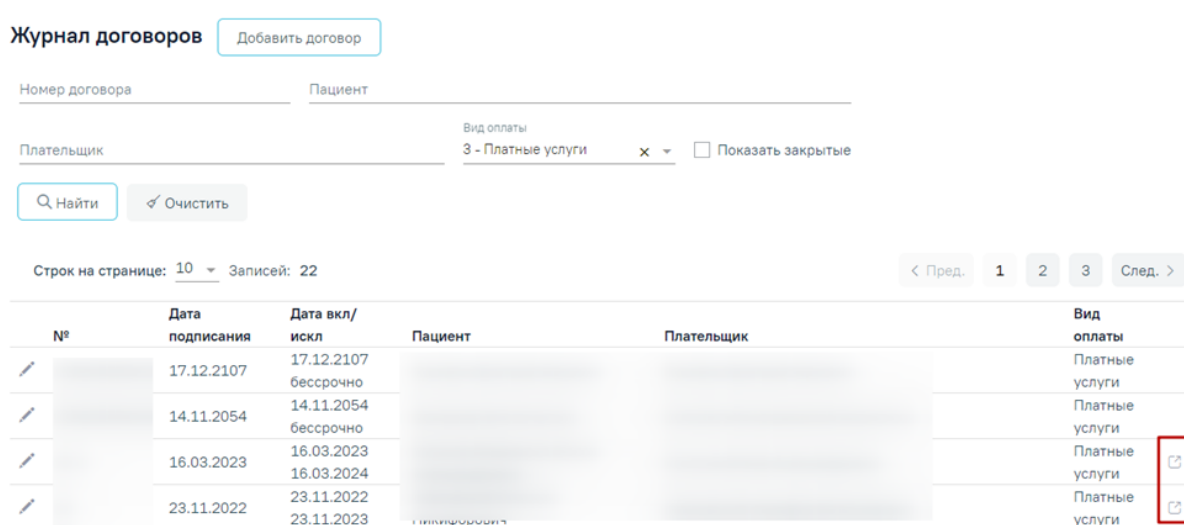 Журнал договоров Добавить договор
Номер договора Пациент
Вид оплаты
Плательщик 3 - Платные услуги × Показать закрытые
Найти Очистить
Строк на странице: 10 Записей: 22 < Пред. 1 2 3 След. >
Дата Дата вкл/ Вид
№ подписания искл Пациент Плательщик оплаты
17.12.2107 Платные
17.12.2107
бессрочно услуги
14.11.2054 Платные
14.11.2054
бессрочно услуги
16.03.2023 Платные
16.03.2023
16.03.2024 услуги
23.11.2022 Платные
23.11.2022
23.11.2023 услуги